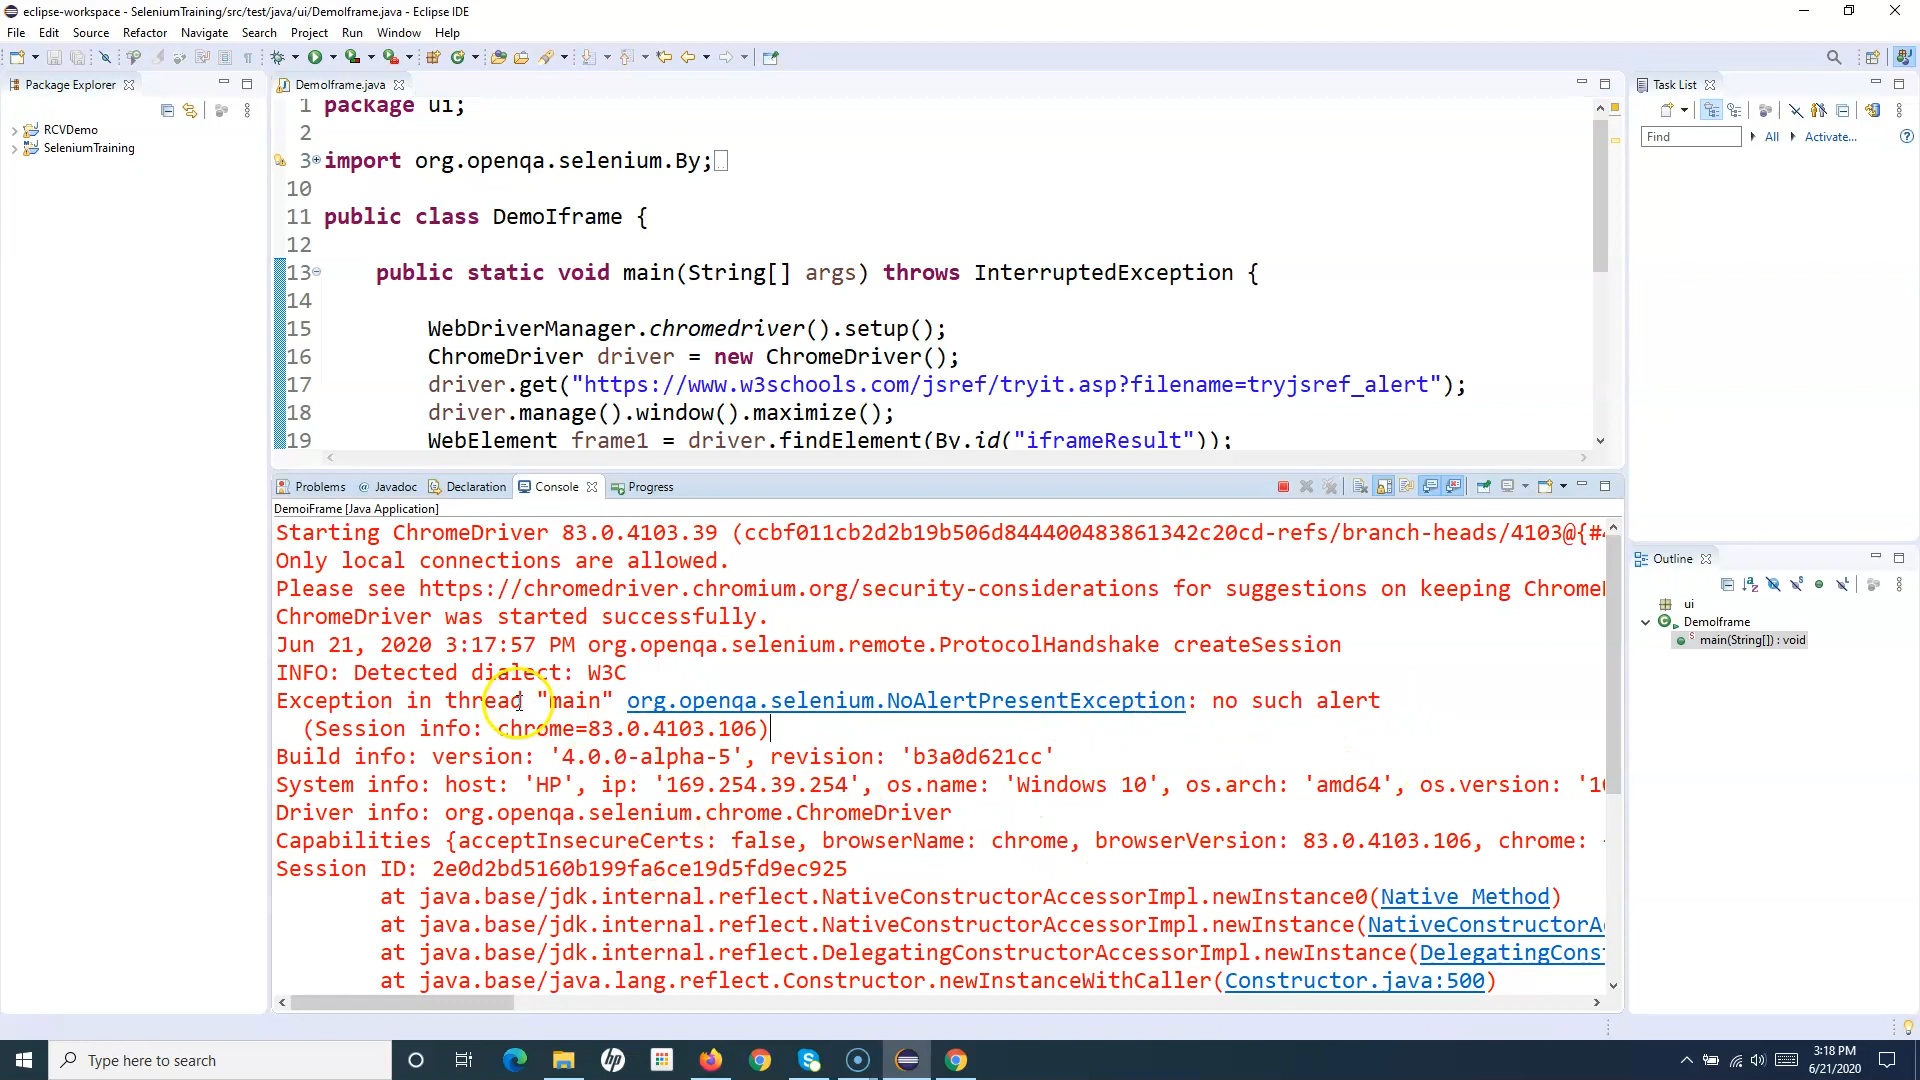 eclipse-workspace - SeleniumTraining/src/test/java/ui/DemoIframe.java - Eclipse IDE
File Edit Source Refactor Navigate Search Project Run Window Help
Package Explorer
RCVDemo
SeleniumTraining
DemoIframe.java
1 package ui;
2
3 import org.openqa.selenium.By;
10
11 public class DemoIframe {
12
13 public static void main(String[] args) throws InterruptedException {
14
15 WebDriverManager.chromedriver().setup();
16 ChromeDriver driver = new ChromeDriver();
17 driver.get("https://www.w3schools.com/jsref/tryit.asp?filename=tryjsref_alert");
18 driver.manage().window().maximize();
19 WebElement frame1 = driver.findElement(By.id("iframeResult"));
Problems Javadoc Declaration Console Progress
DemoiFrame [Java Application]
Starting ChromeDriver 83.0.4103.39 (ccbf011cb2d2b19b506d844400483861342c20cd-refs/branch-heads/4103@{#
Only local connections are allowed.
Please see https://chromedriver.chromium.org/security-considerations for suggestions on keeping Chrome
ChromeDriver was started successfully.
Jun 21, 2020 3:17:57 PM org.openqa.selenium.remote.ProtocolHandshake createSession
INFO: Detected dialect: W3C
Exception in thread "main" org.openqa.selenium.NoAlertPresentException: no such alert
(Session info: chrome=83.0.4103.106)
Build info: version: '4.0.0-alpha-5', revision: 'b3a0d621cc'
System info: host: 'HP', ip: '169.254.39.254', os.name: 'Windows 10', os.arch: 'amd64', os.version: '10
Driver info: org.openqa.selenium.chrome.ChromeDriver
Capabilities {acceptInsecureCerts: false, browserName: chrome, browserVersion: 83.0.4103.106, chrome:
Session ID: 2e0d2bd5160b199fa6ce19d5fd9ec925
at java.base/jdk.internal.reflect.NativeConstructorAccessorImpl.newInstance0(Native Method)
at java.base/jdk.internal.reflect.NativeConstructorAccessorImpl.newInstance(NativeConstructorA
at java.base/jdk.internal.reflect.DelegatingConstructorAccessorImpl.newInstance(DelegatingCons
at java.base/java.lang.reflect.Constructor.newInstanceWithCaller(Constructor.java:500)
Task List
Find All Activate...
Outline
ui
DemoIframe
main(String[]) : void
Type here to search
3:18 PM
6/21/2020